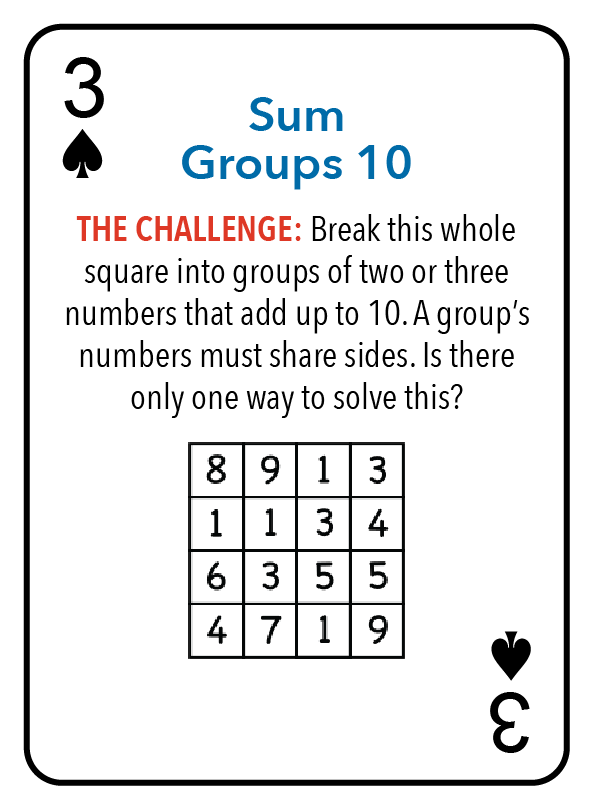 3
Sum
Groups 10
THE CHALLENGE: Break this whole
square into groups of two or three
numbers that add up to 10. A group’s
numbers must share sides. Is there
only one way to solve this?
8 9 1 3
1 1 3 4
6 3 5 5
4 7 1 9
3